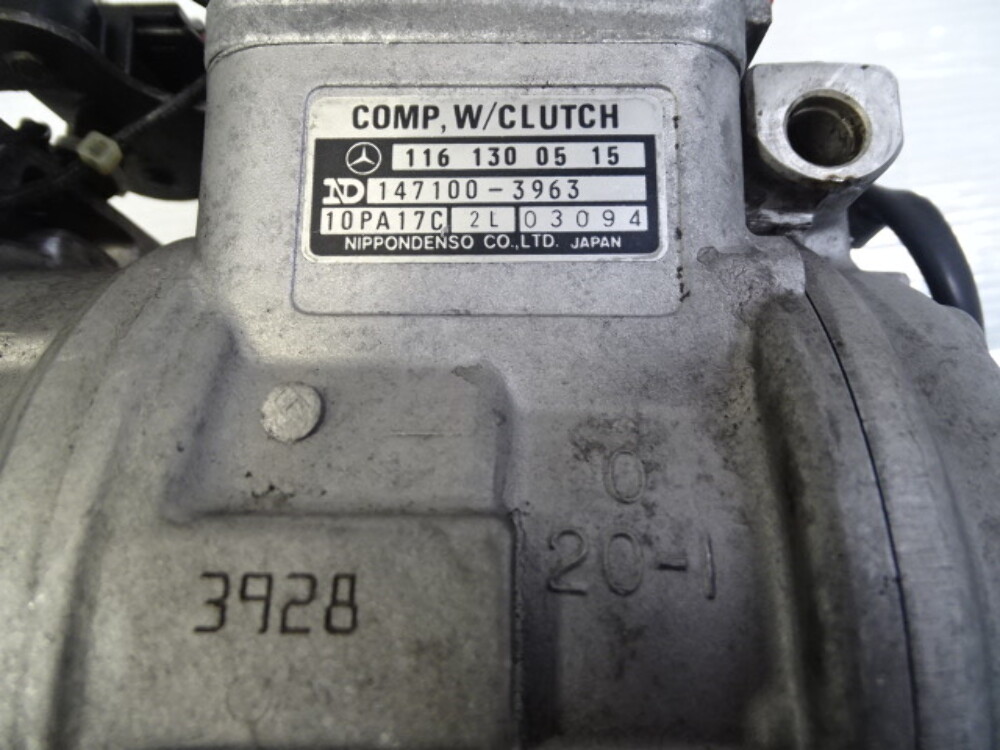 COMP, W/CLUTCH
116 130 05 15
ND 147100-3963
10PA17C 2L 03094
NIPPONDENSO CO.,LTD. JAPAN
0
20-1
3928